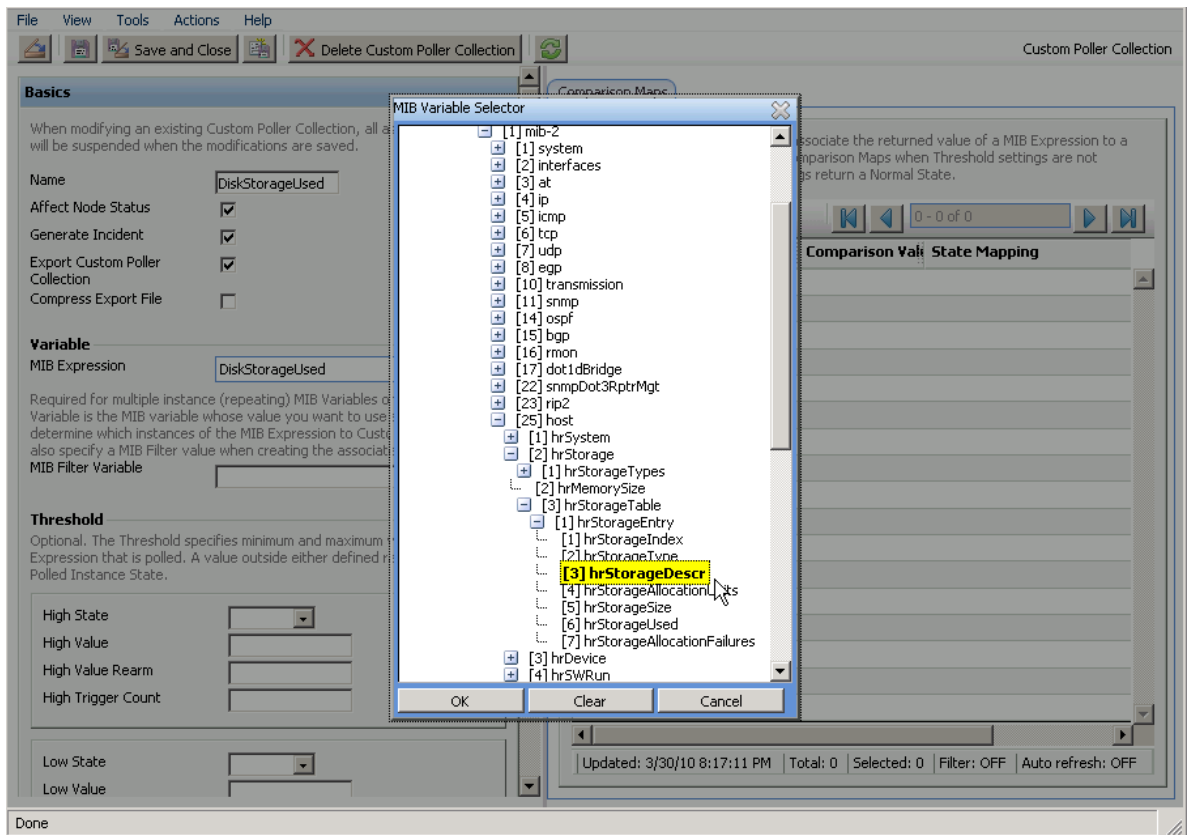 File View Tools Actions Help
Save and Close Delete Custom Poller Collection Custom Poller Collection
Basics
When modifying an existing Custom Poller Collection, all a
will be suspended when the modifications are saved.
Name DiskStorageUsed
Affect Node Status
Generate Incident
Export Custom Poller
Collection
Compress Export File
Variable
MIB Expression DiskStorageUsed
Required for multiple instance (repeating) MIB Variables o
Variable is the MIB variable whose value you want to use
determine which instances of the MIB Expression to Custo
also specify a MIB Filter value when creating the associati
MIB Filter Variable
Threshold
Optional. The Threshold specifies minimum and maximum
Expression that is polled. A value outside either defined r
Polled Instance State.
High State
High Value
High Value Rearm
High Trigger Count
Low State
Low Value
MIB Variable Selector
[1] mib-2
[1] system
[2] interfaces
[3] at
[4] ip
[5] icmp
[6] tcp
[7] udp
[8] egp
[10] transmission
[11] snmp
[14] ospf
[15] bgp
[16] rmon
[17] dot1dBridge
[22] snmpDot3RptrMgt
[23] rip2
[25] host
[1] hrSystem
[2] hrStorage
[1] hrStorageTypes
[2] hrMemorySize
[3] hrStorageTable
[1] hrStorageEntry
[1] hrStorageIndex
[2] hrStorageType
[3] hrStorageDescr
[4] hrStorageAllocationUnits
[5] hrStorageSize
[6] hrStorageUsed
[7] hrStorageAllocationFailures
[3] hrDevice
[4] hrSWRun
OK Clear Cancel
Comparison Maps
ssociate the returned value of a MIB Expression to a
mparison Maps when Threshold settings are not
gs return a Normal State.
0 - 0 of 0
Comparison Valu State Mapping
Updated: 3/30/10 8:17:11 PM Total: 0 Selected: 0 Filter: OFF Auto refresh: OFF
Done